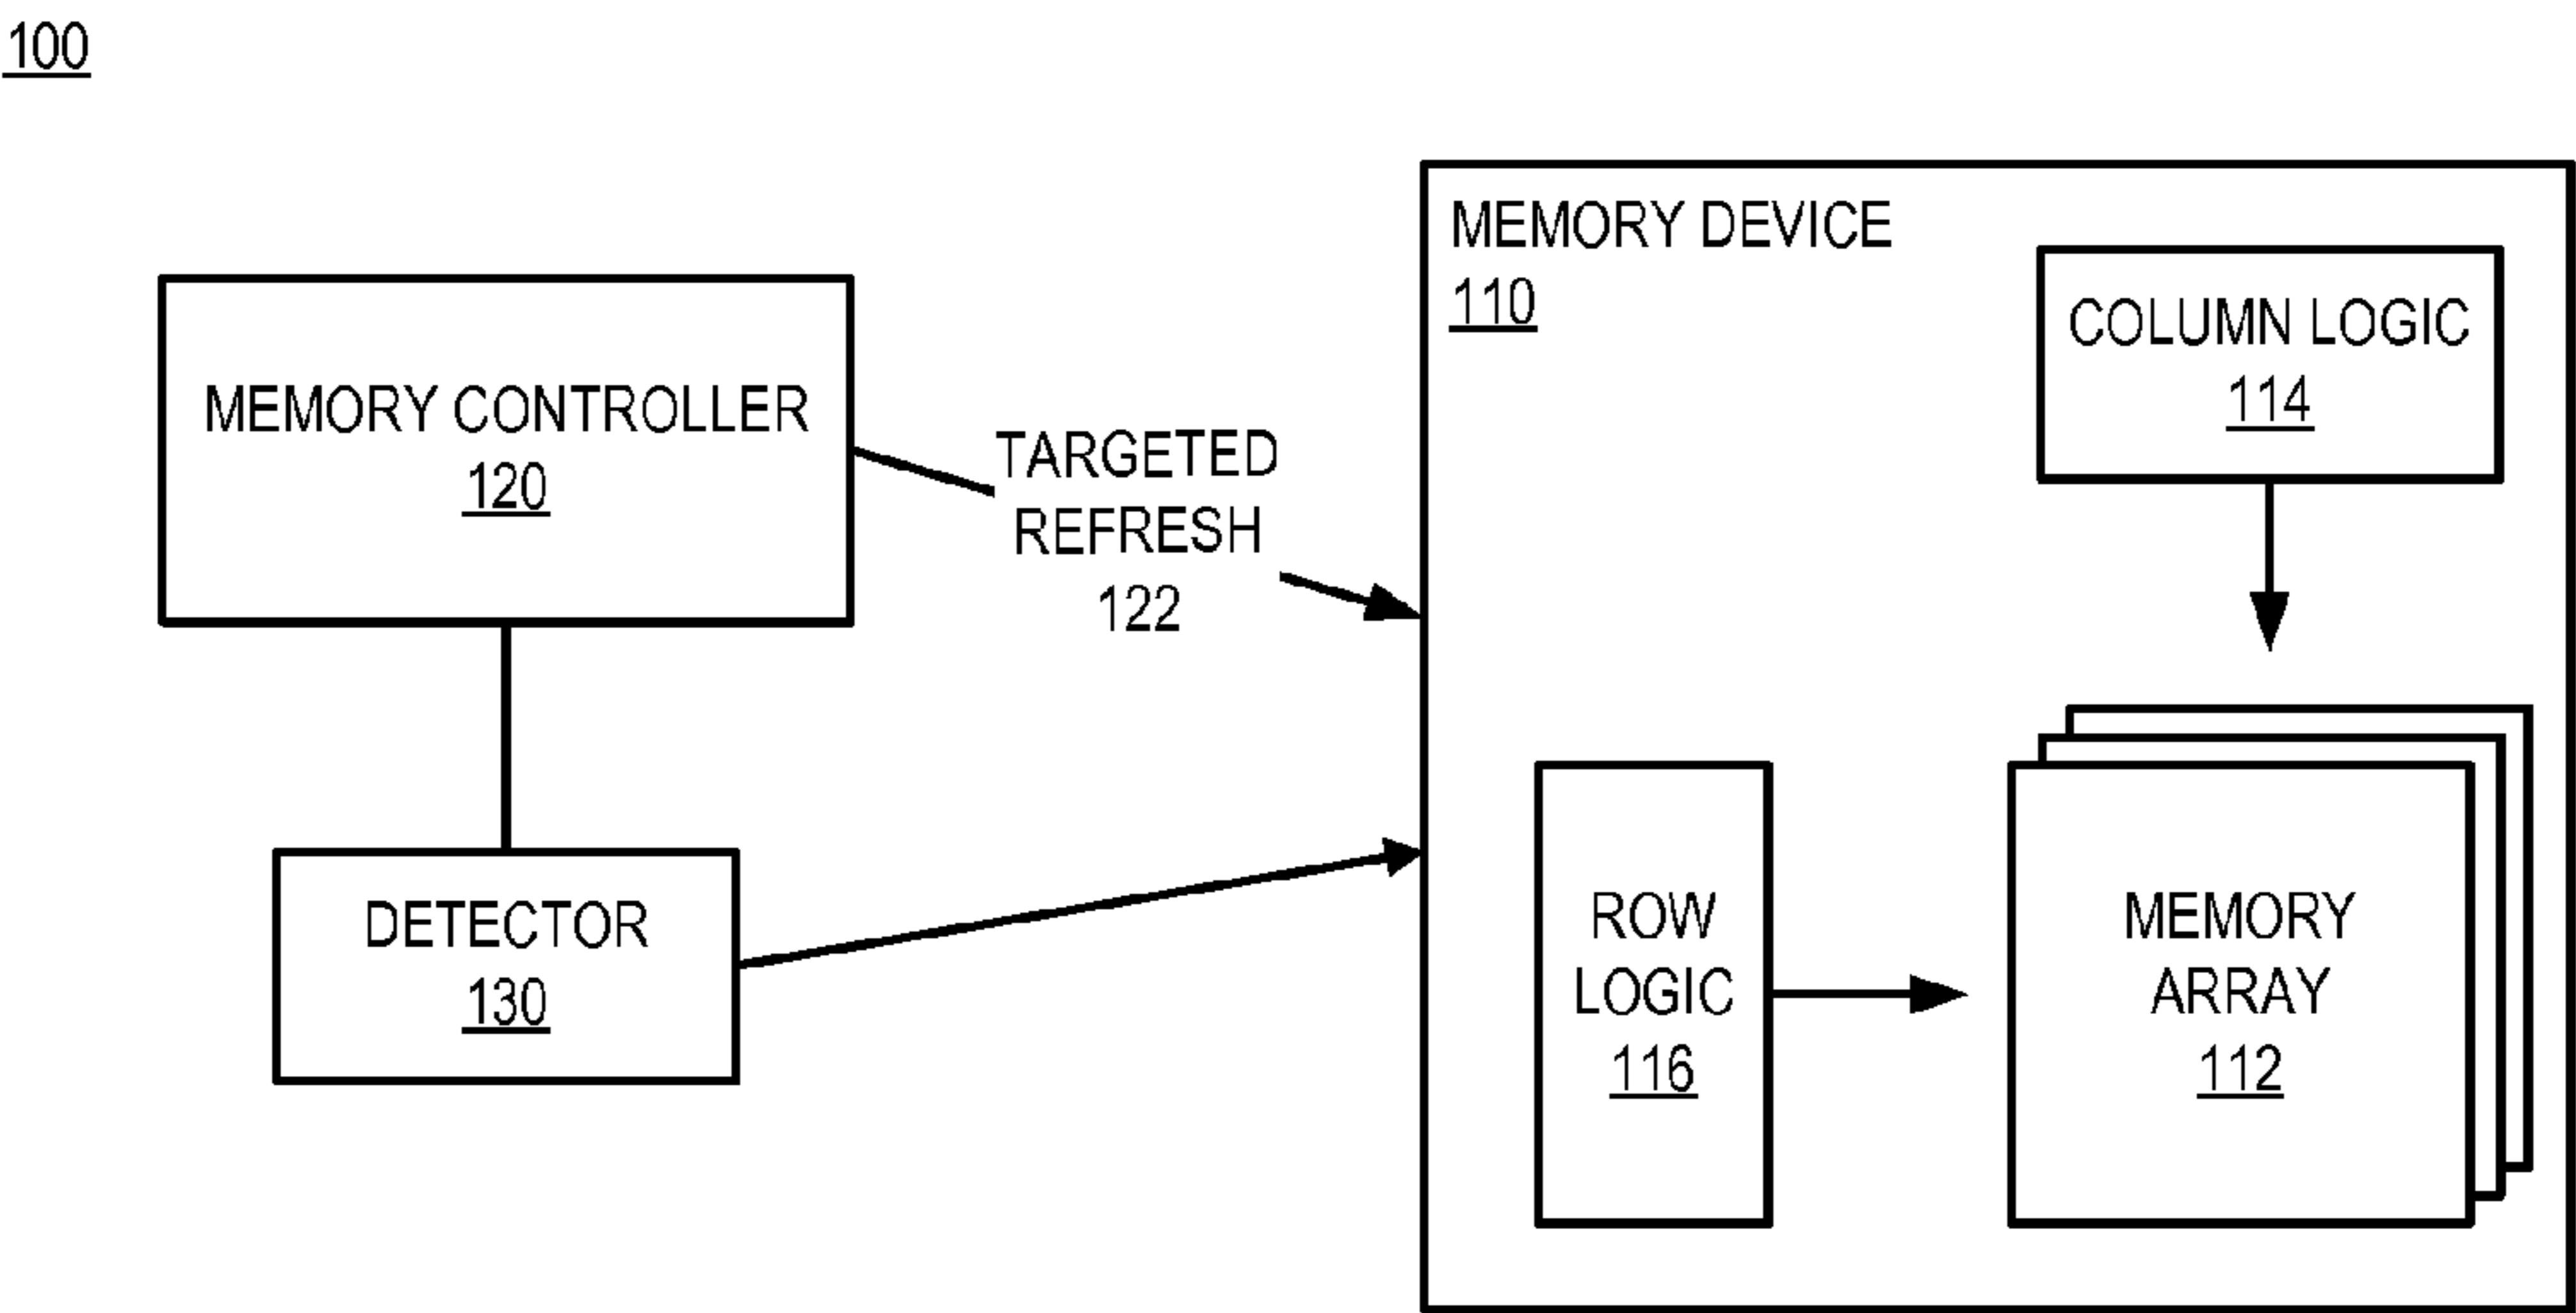 100
MEMORY CONTROLLER
120
TARGETED
REFRESH
122
DETECTOR
130
MEMORY DEVICE
110
COLUMN LOGIC
114
ROW
LOGIC
116
MEMORY
ARRAY
112